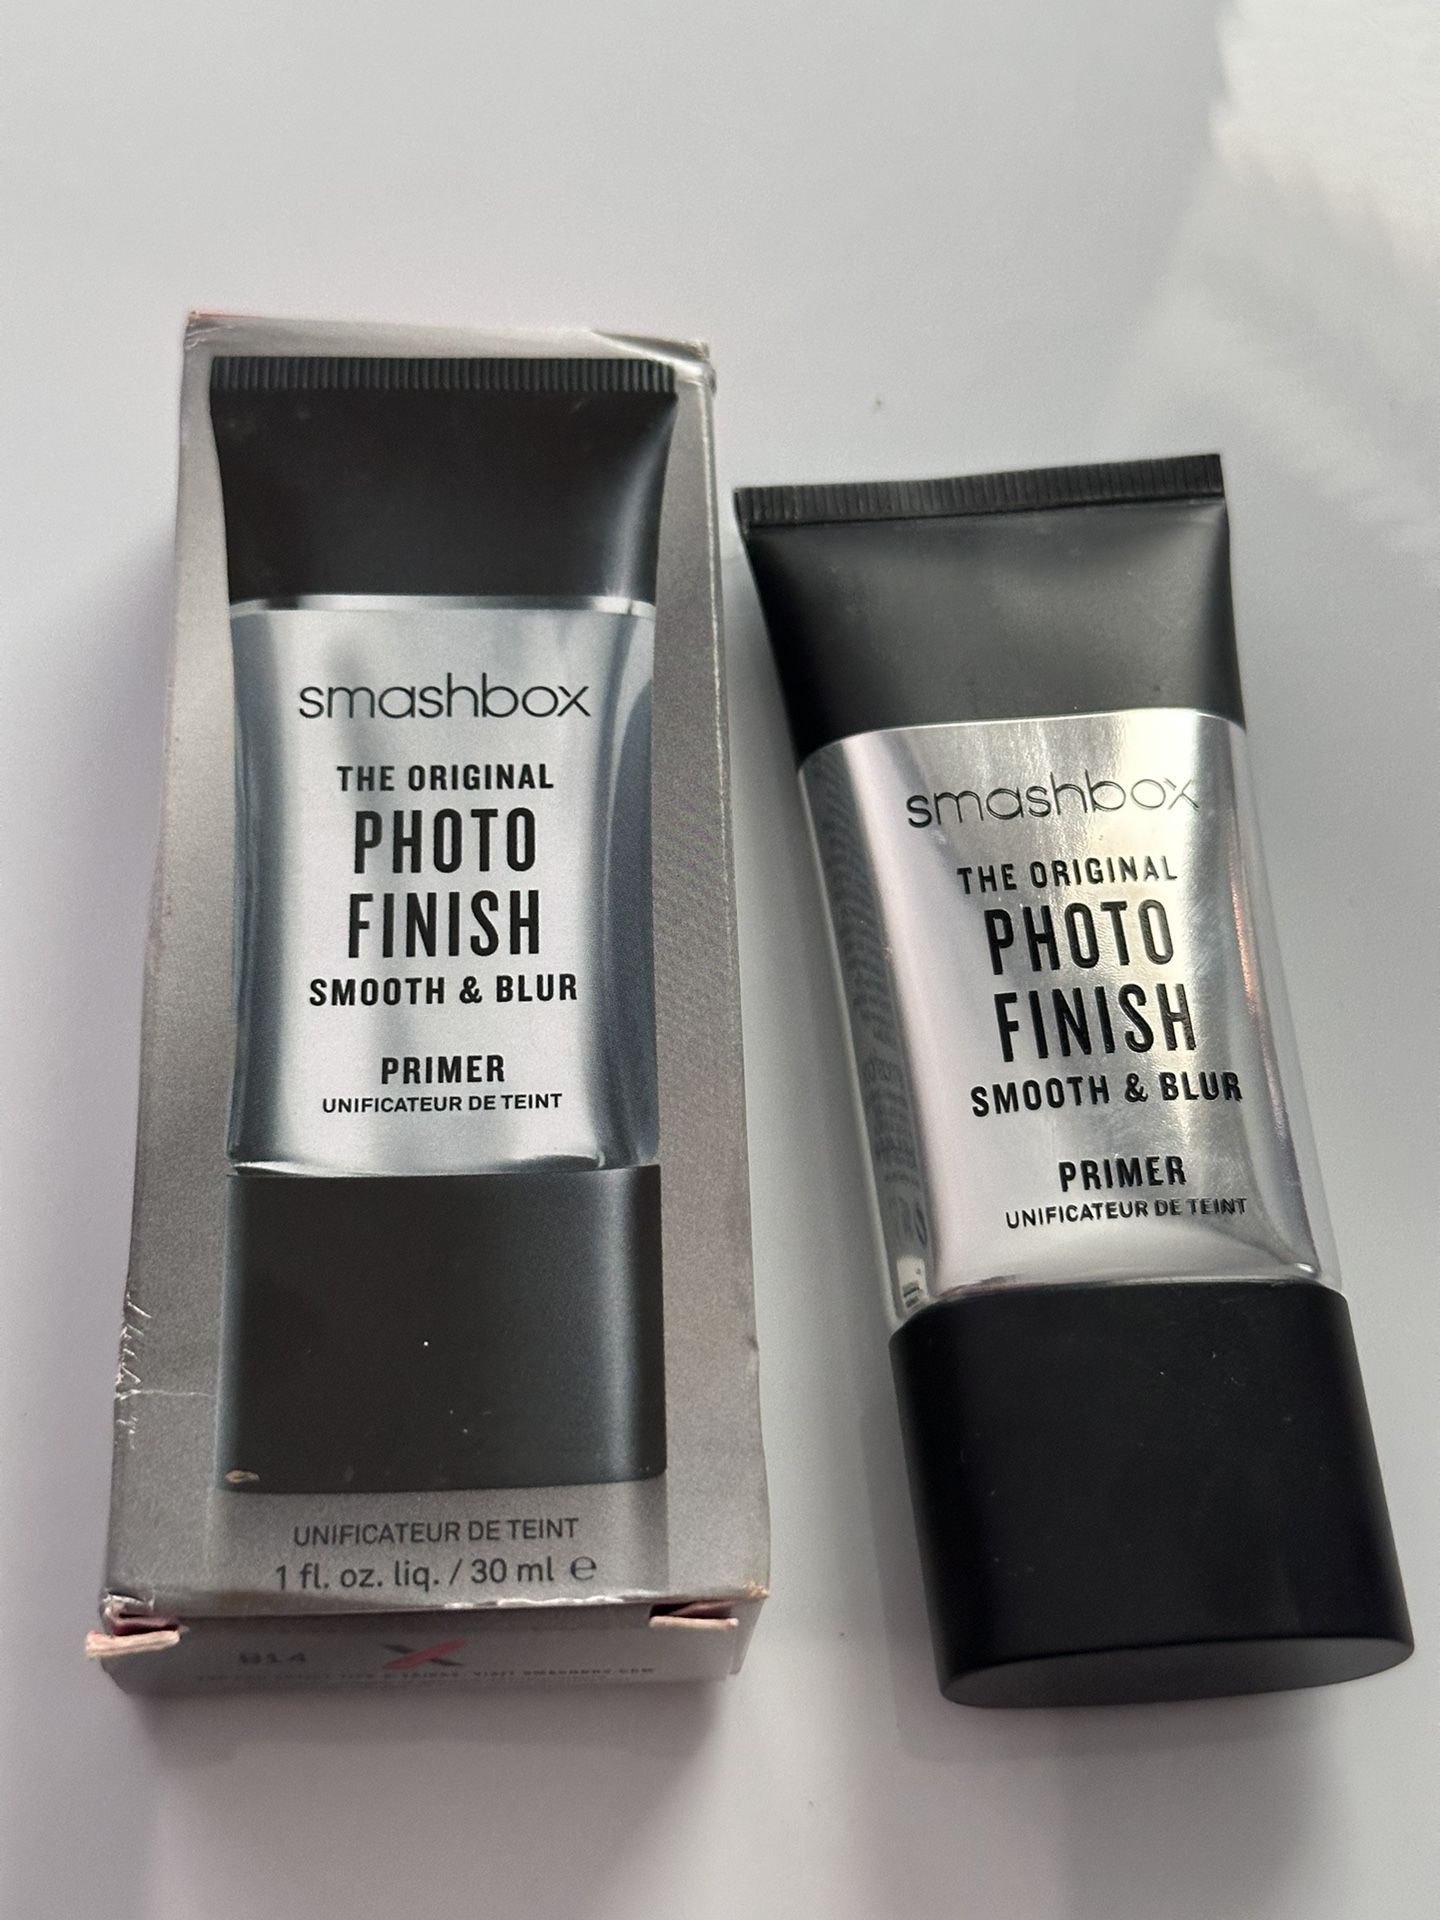 smashbox
THE ORIGINAL
PHOTO
FINISH
SMOOTH & BLUR
PRIMER
UNIFICATEUR DE TEINT
UNIFICATEUR DE TEINT
1 fl. oz. liq. / 30 ml ℮
B14
smashbox
THE ORIGINAL
PHOTO
FINISH
SMOOTH & BLUR
PRIMER
UNIFICATEUR DE TEINT